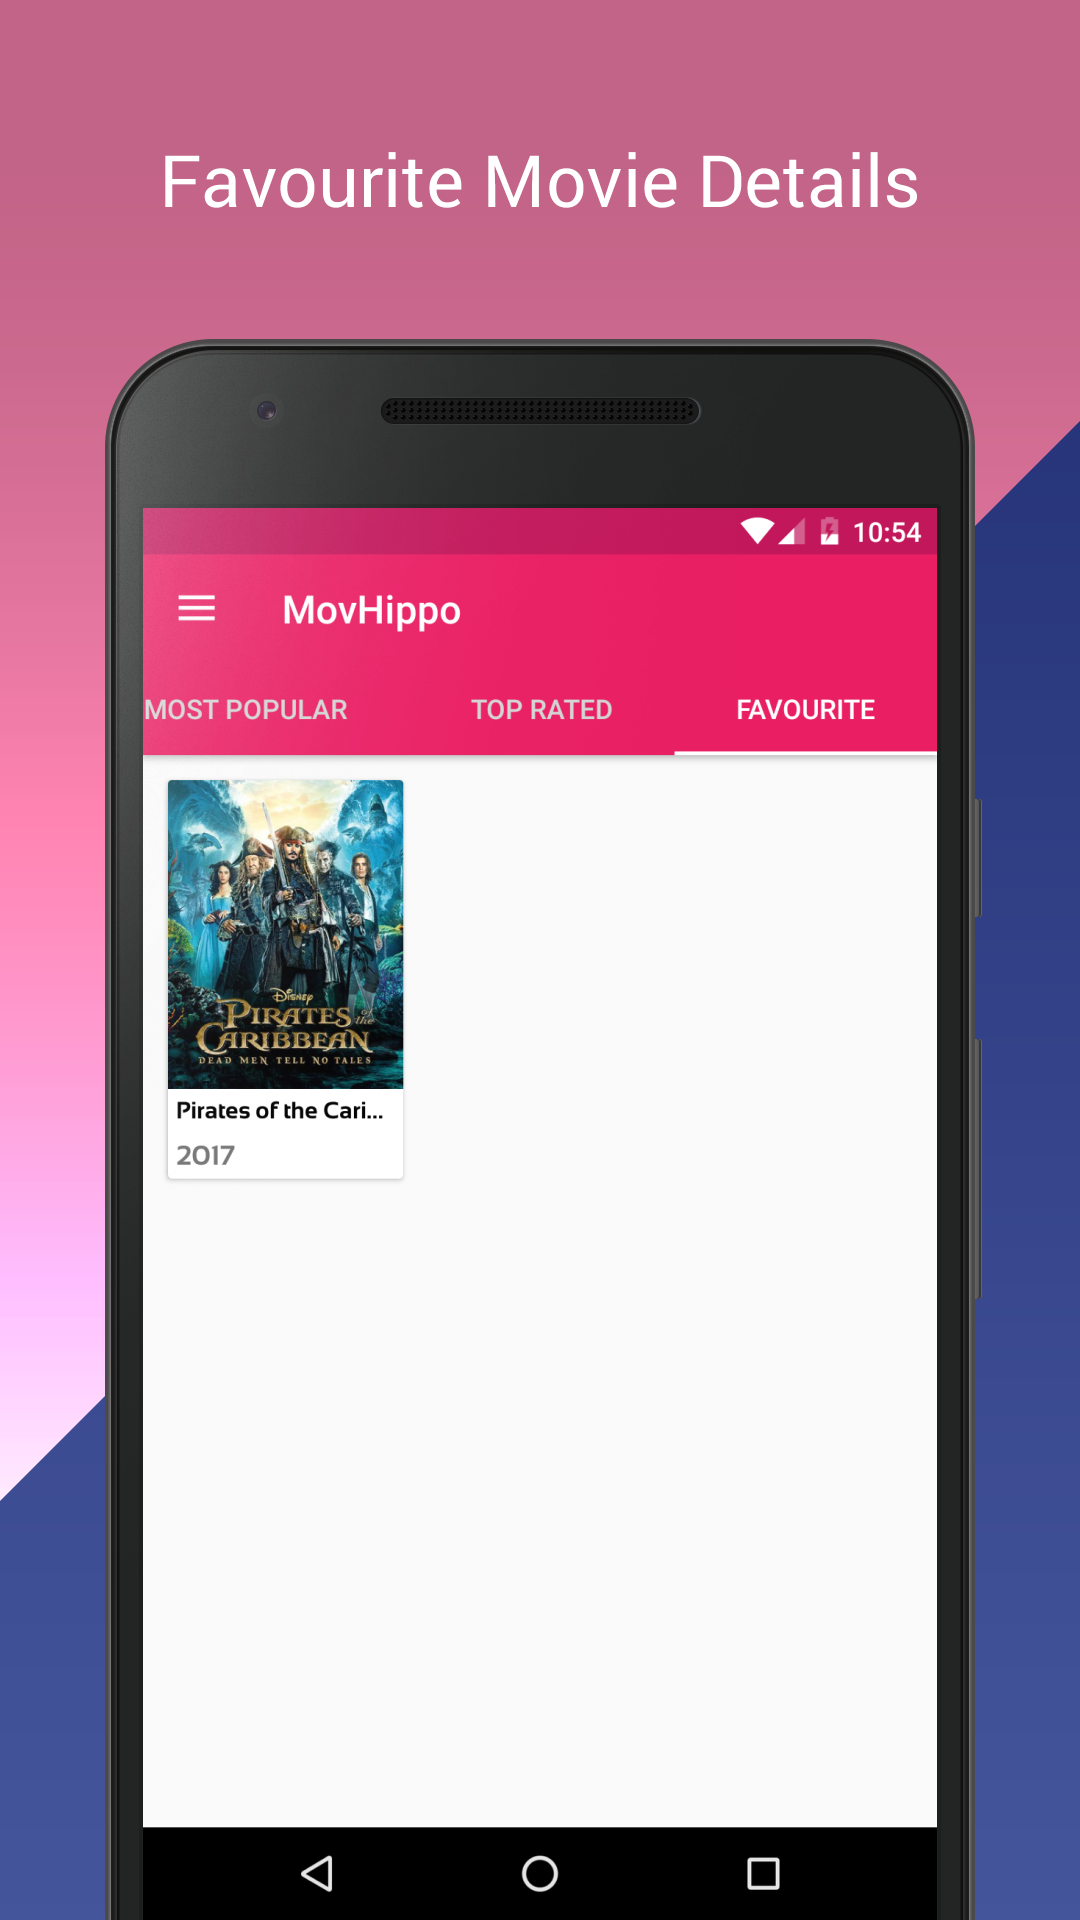 Favourite Movie Details
10:54
MovHippo
MOST POPULAR TOP RATED FAVOURITE
Disney
PIRATES of the
CARIBBEAN
DEAD MEN TELL NO TALES
Pirates of the Cari...
2017